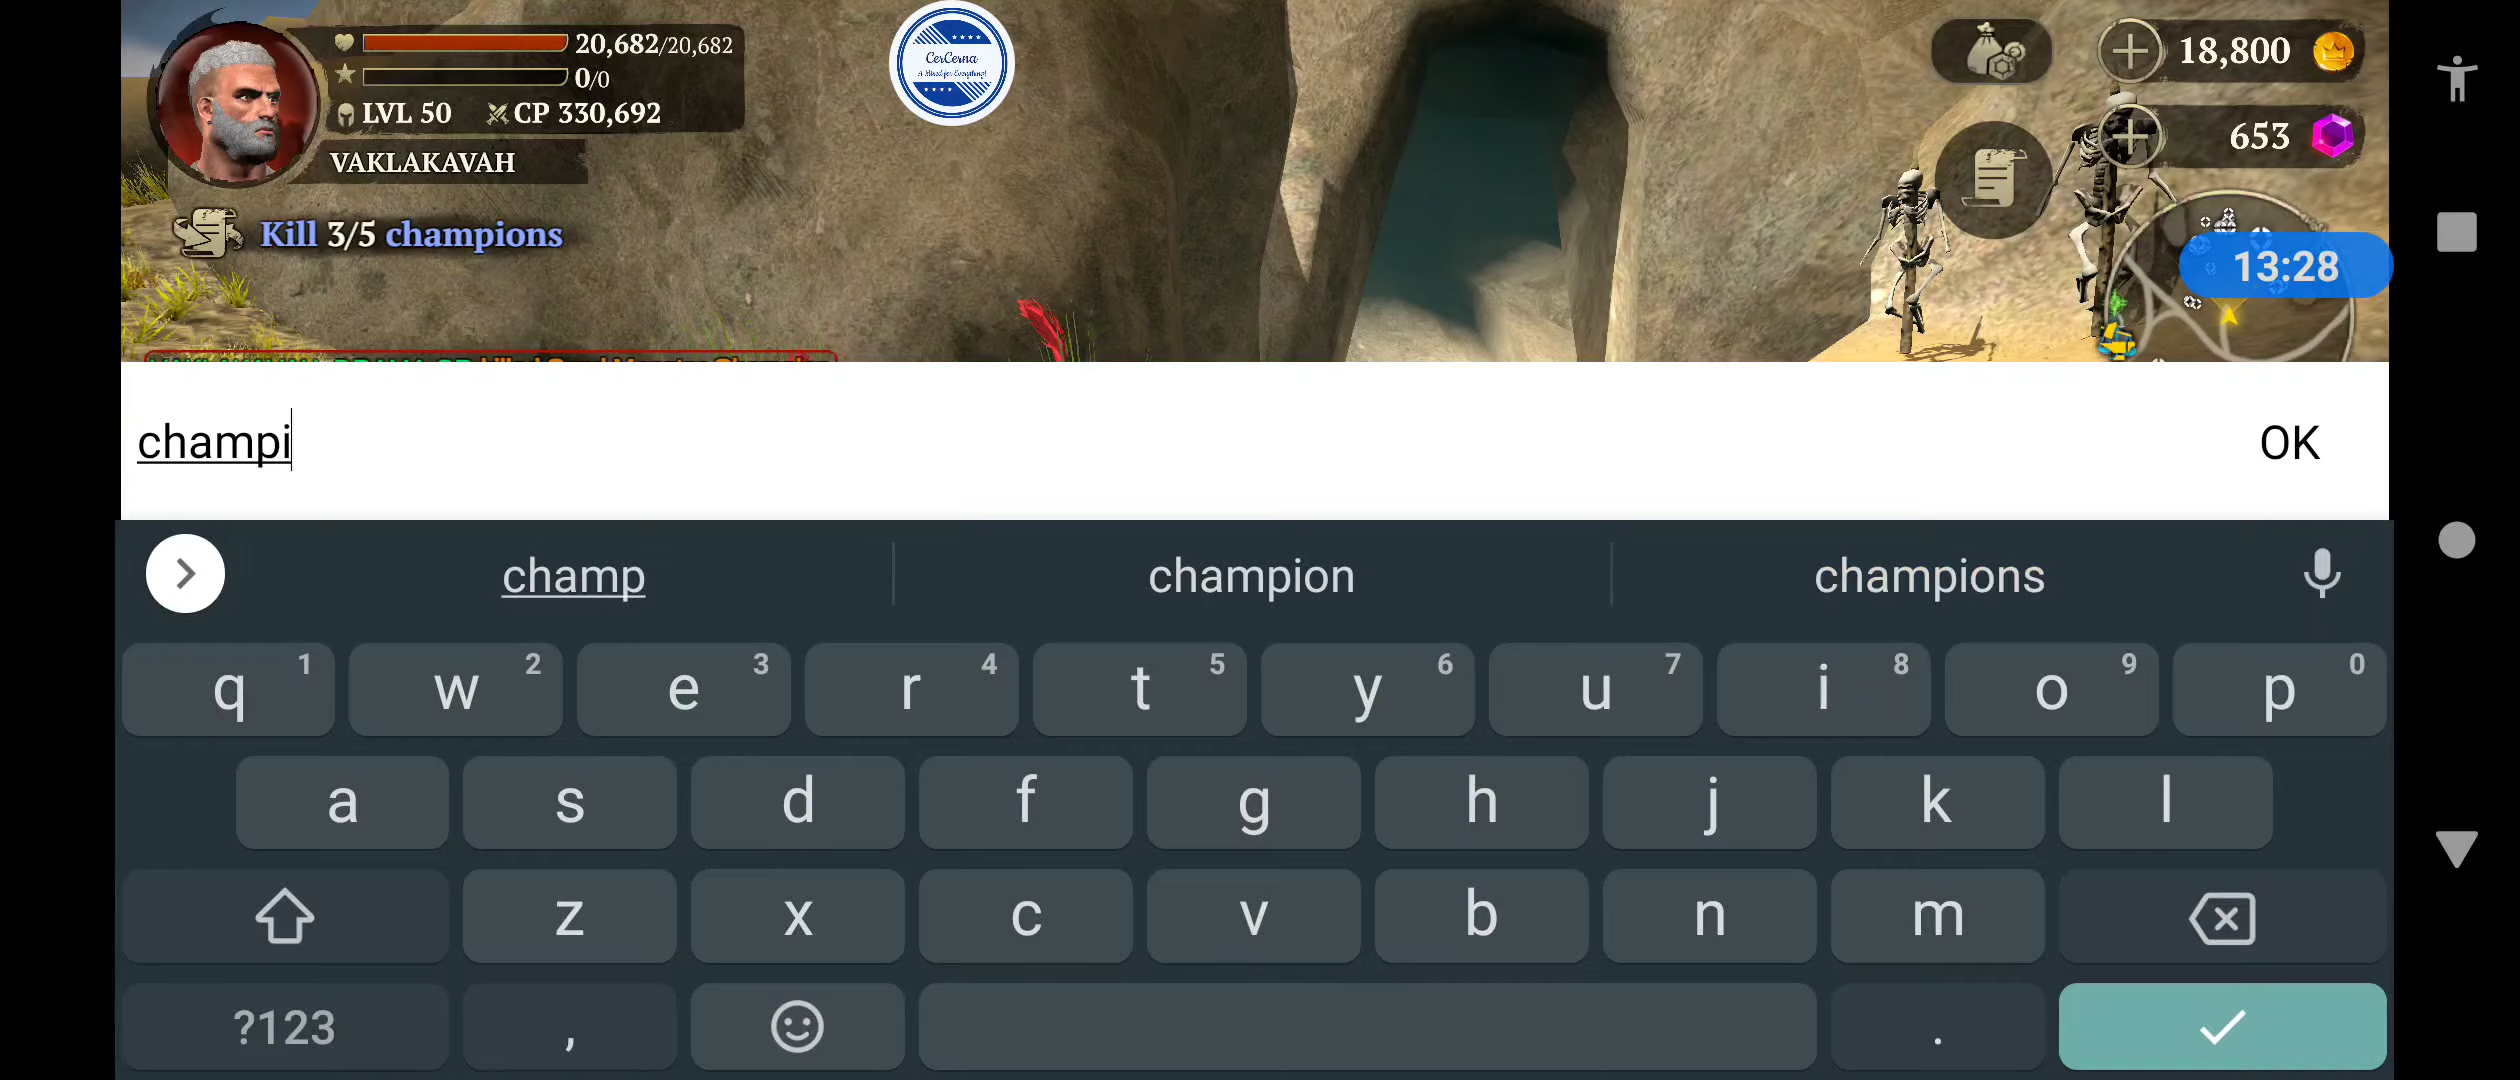 20,682/20,682
0/0
LVL 50 CP 330,692
VAKLAKAVAH
Kill 3/5 champions
CerCerna
18,800
653
13:28
champi
OK
champ champion champions
q 1 w 2 e 3 r 4 t 5 y 6 u 7 i 8 o 9 p 0
a s d f g h j k l
z x c v b n m
?123 , .